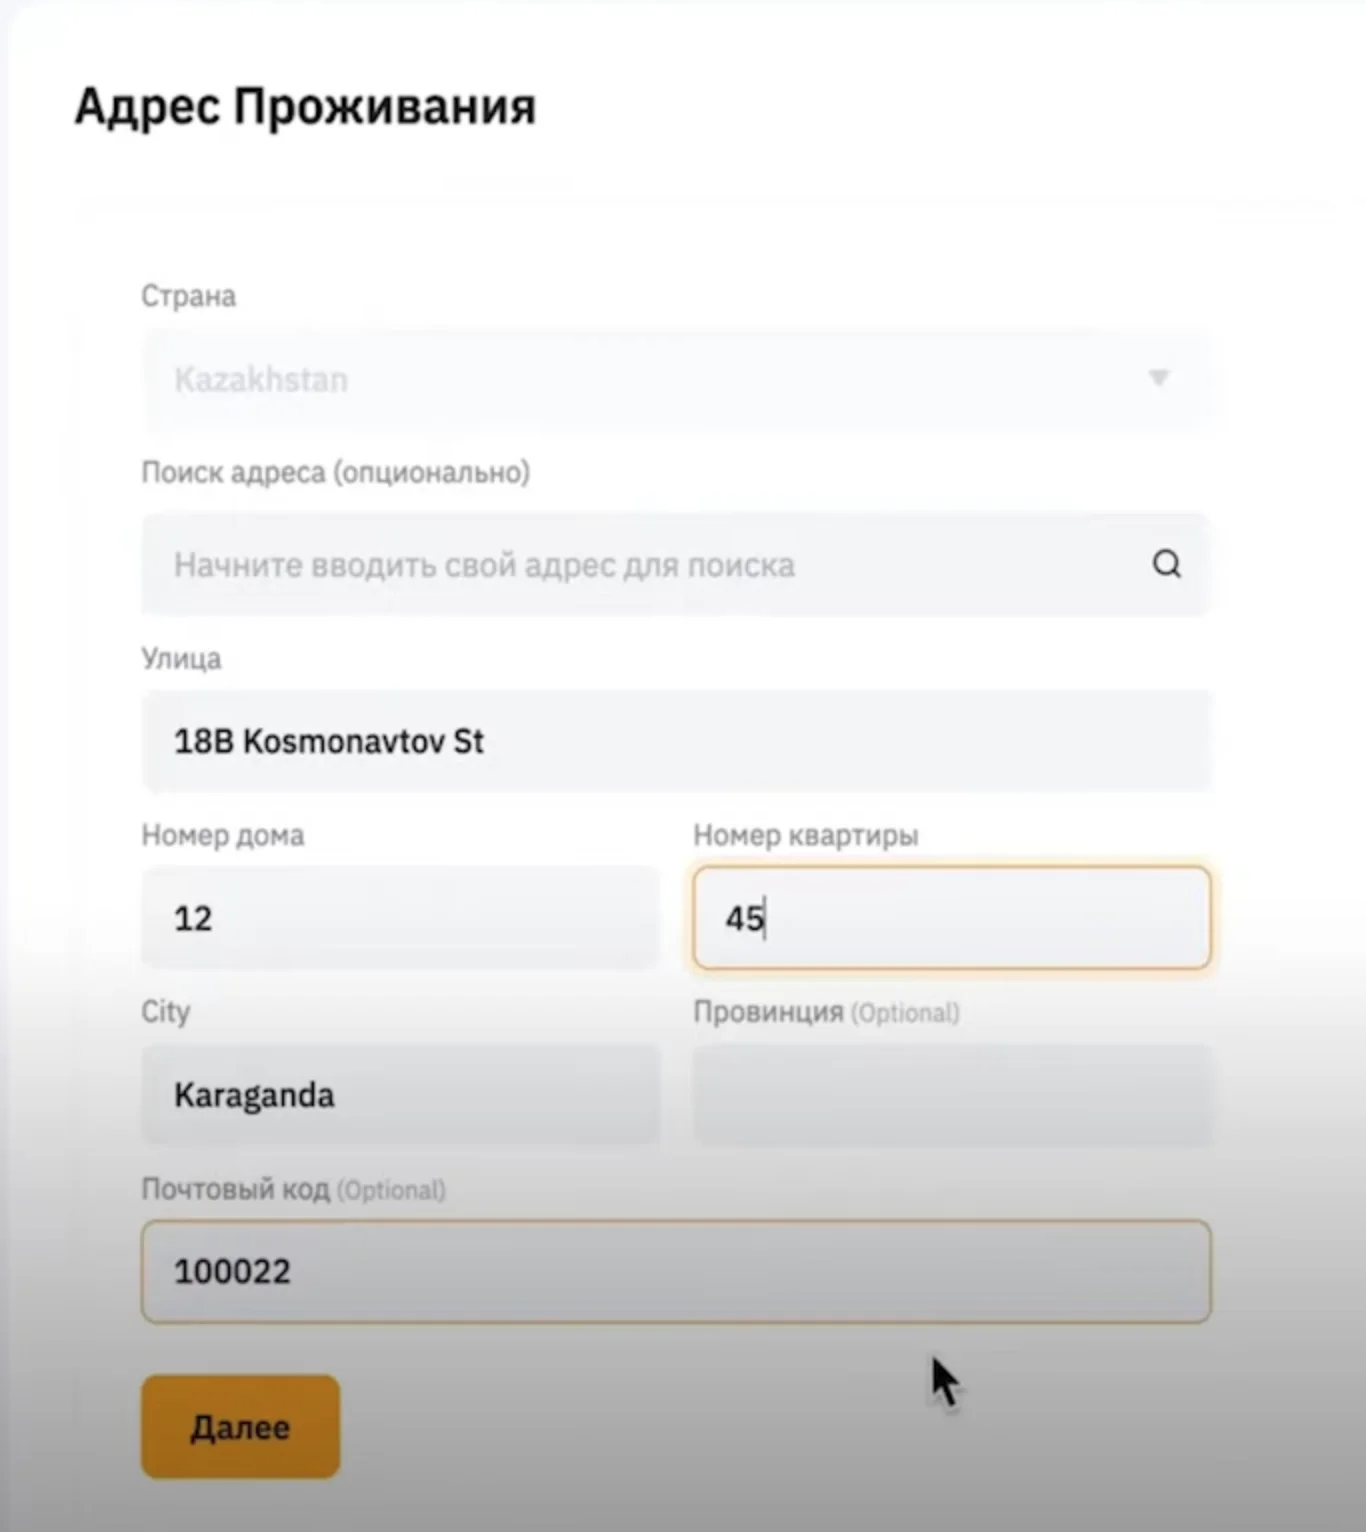 Адрес Проживания
Страна
Kazakhstan
Поиск адреса (опционально)
Начните вводить свой адрес для поиска
Улица
18B Kosmonavtov St
Номер дома
Номер квартиры
12
45
City
Провинция (Optional)
Karaganda
Почтовый код (Optional)
100022
Далее